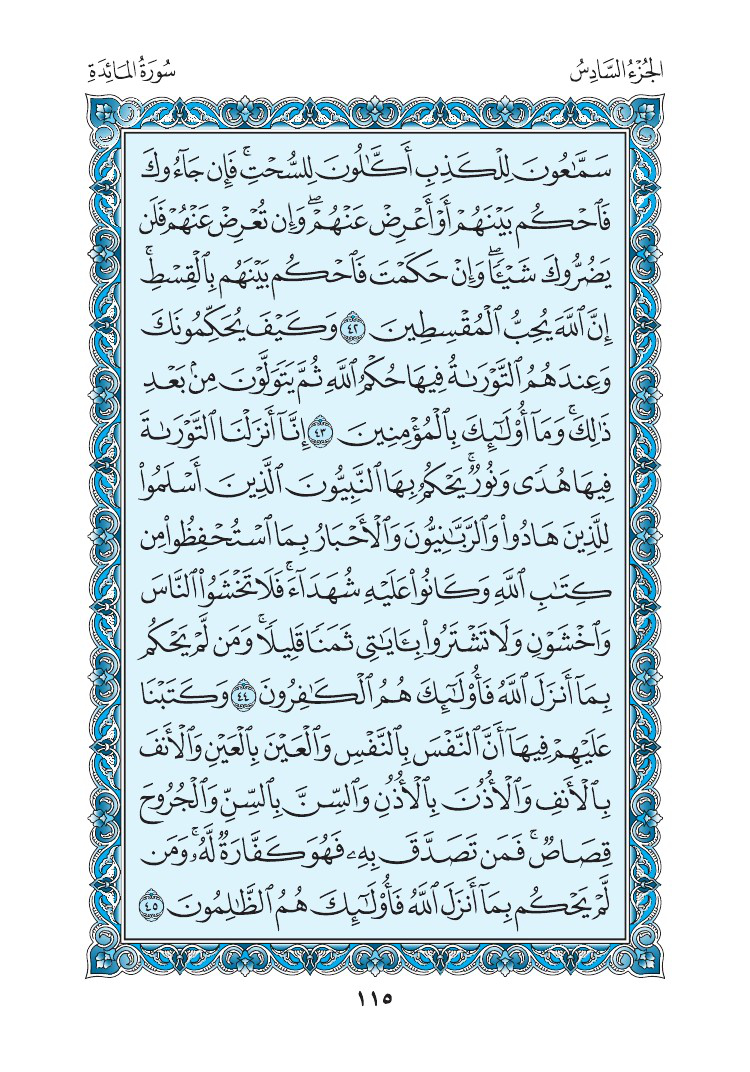 الجُزْءُ السَّادِسُ
سُورَةُ المَائِدَةِ
سَمَّٰعُونَ لِلْكَذِبِ أَكَّٰلُونَ لِلسُّحْتِۚ فَإِن جَآءُوكَ
فَٱحْكُم بَيْنَهُمْ أَوْ أَعْرِضْ عَنْهُمْۖ وَإِن تُعْرِضْ عَنْهُمْ فَلَن
يَضُرُّوكَ شَيْـًٔاۖ وَإِنْ حَكَمْتَ فَٱحْكُم بَيْنَهُم بِٱلْقِسْطِۚ
إِنَّ ٱللَّهَ يُحِبُّ ٱلْمُقْسِطِينَ ٤٢ وَكَيْفَ يُحَكِّمُونَكَ
وَعِندَهُمُ ٱلتَّوْرَىٰةُ فِيهَا حُكْمُ ٱللَّهِ ثُمَّ يَتَوَلَّوْنَ مِنۢ بَعْدِ
ذَٰلِكَۚ وَمَآ أُو۟لَٰٓئِكَ بِٱلْمُؤْمِنِينَ ٤٣ إِنَّآ أَنزَلْنَا ٱلتَّوْرَىٰةَ
فِيهَا هُدًى وَنُورٌۚ يَحْكُمُ بِهَا ٱلنَّبِيُّونَ ٱلَّذِينَ أَسْلَمُوا۟
لِلَّذِينَ هَادُوا۟ وَٱلرَّبَّٰنِيُّونَ وَٱلْأَحْبَارُ بِمَا ٱسْتُحْفِظُوا۟ مِن
كِتَٰبِ ٱللَّهِ وَكَانُوا۟ عَلَيْهِ شُهَدَآءَۚ فَلَا تَخْشَوُا۟ ٱلنَّاسَ
وَٱخْشَوْنِ وَلَا تَشْتَرُوا۟ بِـَٔايَٰتِى ثَمَنًا قَلِيلًاۚ وَمَن لَّمْ يَحْكُم
بِمَآ أَنزَلَ ٱللَّهُ فَأُو۟لَٰٓئِكَ هُمُ ٱلْكَٰفِرُونَ ٤٤ وَكَتَبْنَا
عَلَيْهِمْ فِيهَآ أَنَّ ٱلنَّفْسَ بِٱلنَّفْسِ وَٱلْعَيْنَ بِٱلْعَيْنِ وَٱلْأَنفَ
بِٱلْأَنفِ وَٱلْأُذُنَ بِٱلْأُذُنِ وَٱلسِّنَّ بِٱلسِّنِّ وَٱلْجُرُوحَ
قِصَاصٌۚ فَمَن تَصَدَّقَ بِهِۦ فَهُوَ كَفَّارَةٌ لَّهُۥۚ وَمَن
لَّمْ يَحْكُم بِمَآ أَنزَلَ ٱللَّهُ فَأُو۟لَٰٓئِكَ هُمُ ٱلظَّٰلِمُونَ ٤٥
١١٥